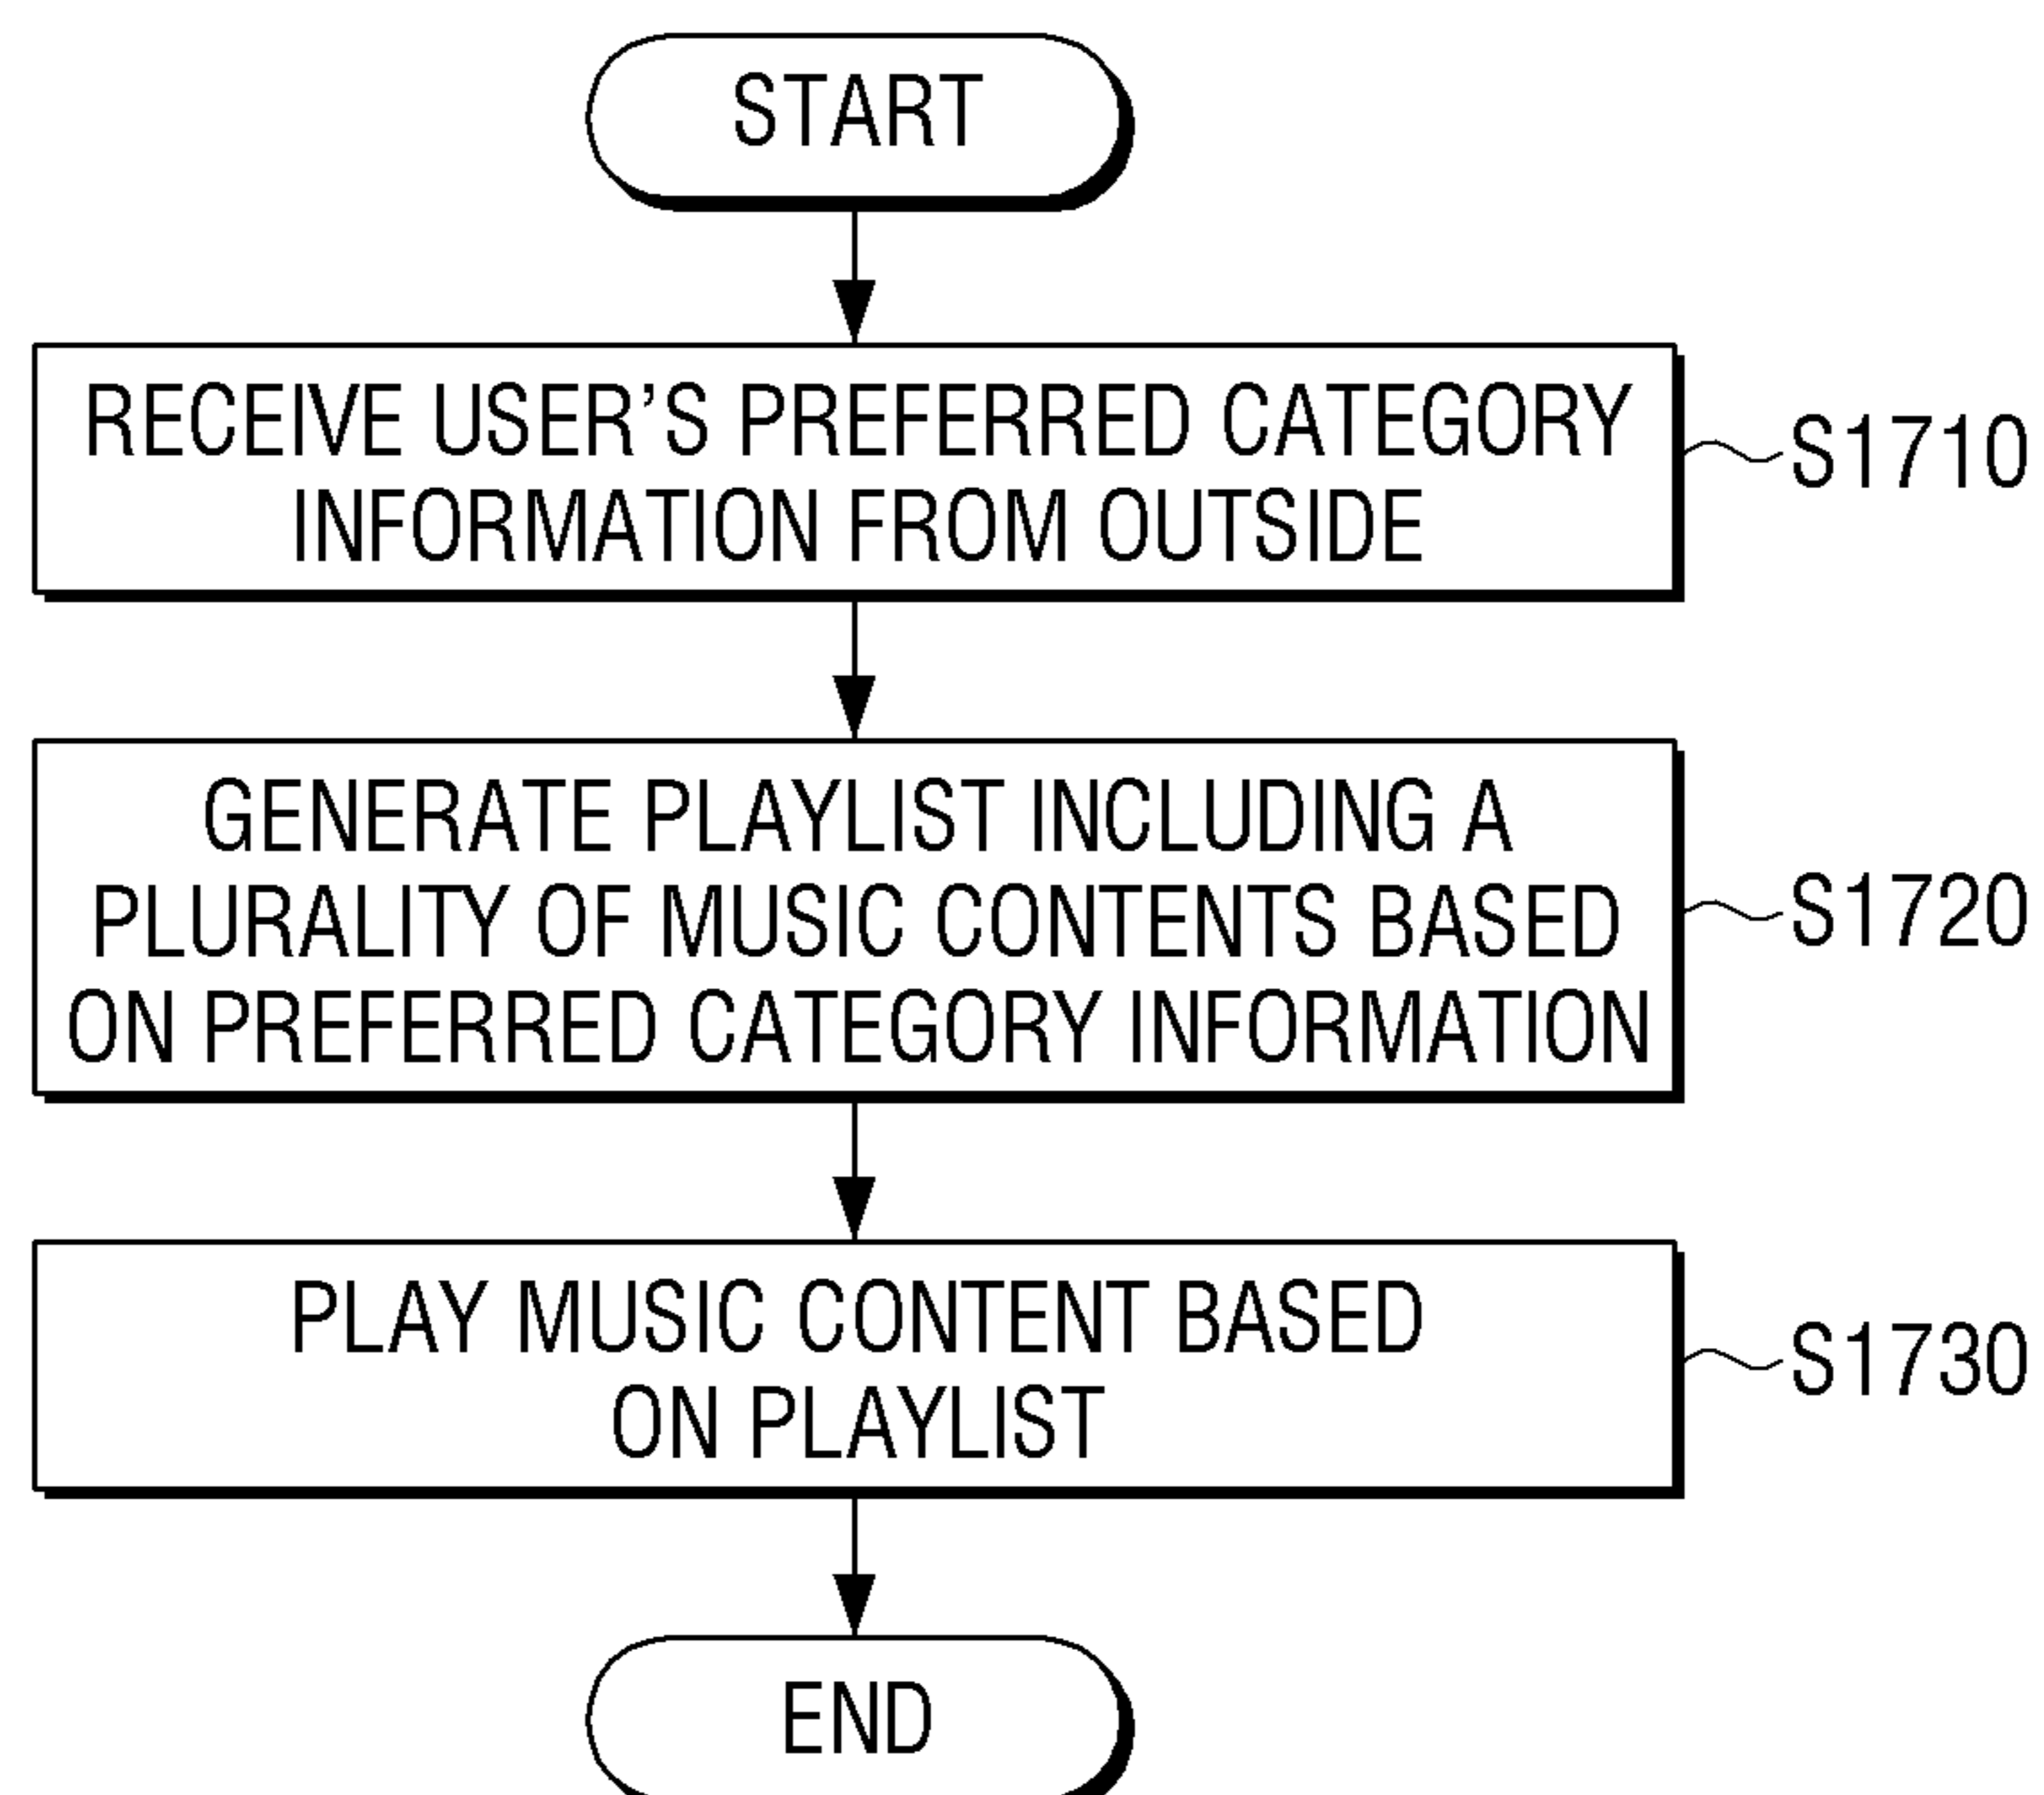 START
RECEIVE USER’S PREFERRED CATEGORY
INFORMATION FROM OUTSIDE
S1710
GENERATE PLAYLIST INCLUDING A
PLURALITY OF MUSIC CONTENTS BASED
ON PREFERRED CATEGORY INFORMATION
S1720
PLAY MUSIC CONTENT BASED
ON PLAYLIST
S1730
END